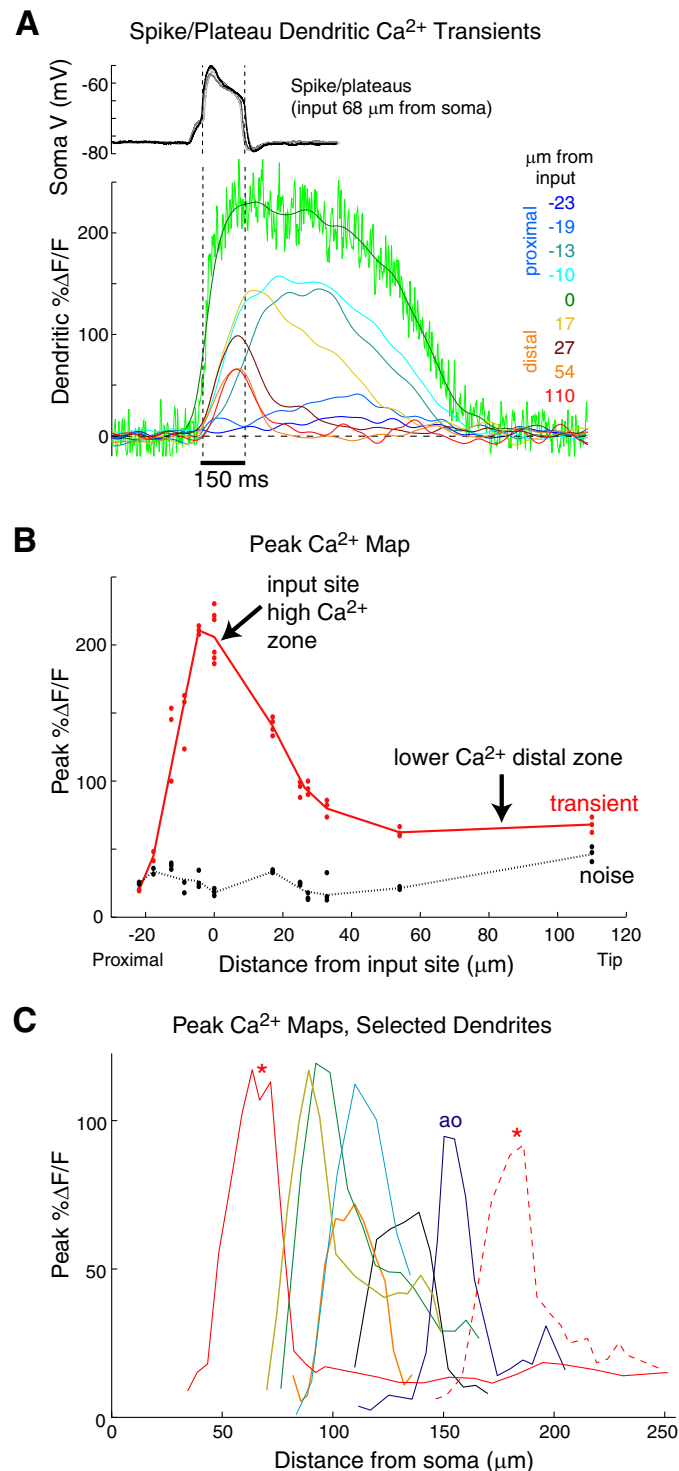 A
Spike/Plateau Dendritic Ca2+ Transients
Soma V (mV)
-60
-80
Spike/plateaus
(input 68 μm from soma)
Dendritic %ΔF/F
200
100
0
150 ms
μm from
input
proximal
-23
-19
-13
-10
0
distal
17
27
54
110
B
Peak Ca2+ Map
Peak %ΔF/F
200
100
0
input site
high Ca2+
zone
lower Ca2+ distal zone
transient
noise
-20
0
20
40
60
80
100
120
Proximal
Distance from input site (μm)
Tip
C
Peak Ca2+ Maps, Selected Dendrites
Peak %ΔF/F
100
50
0
*
ao
*
0
50
100
150
200
250
Distance from soma (μm)